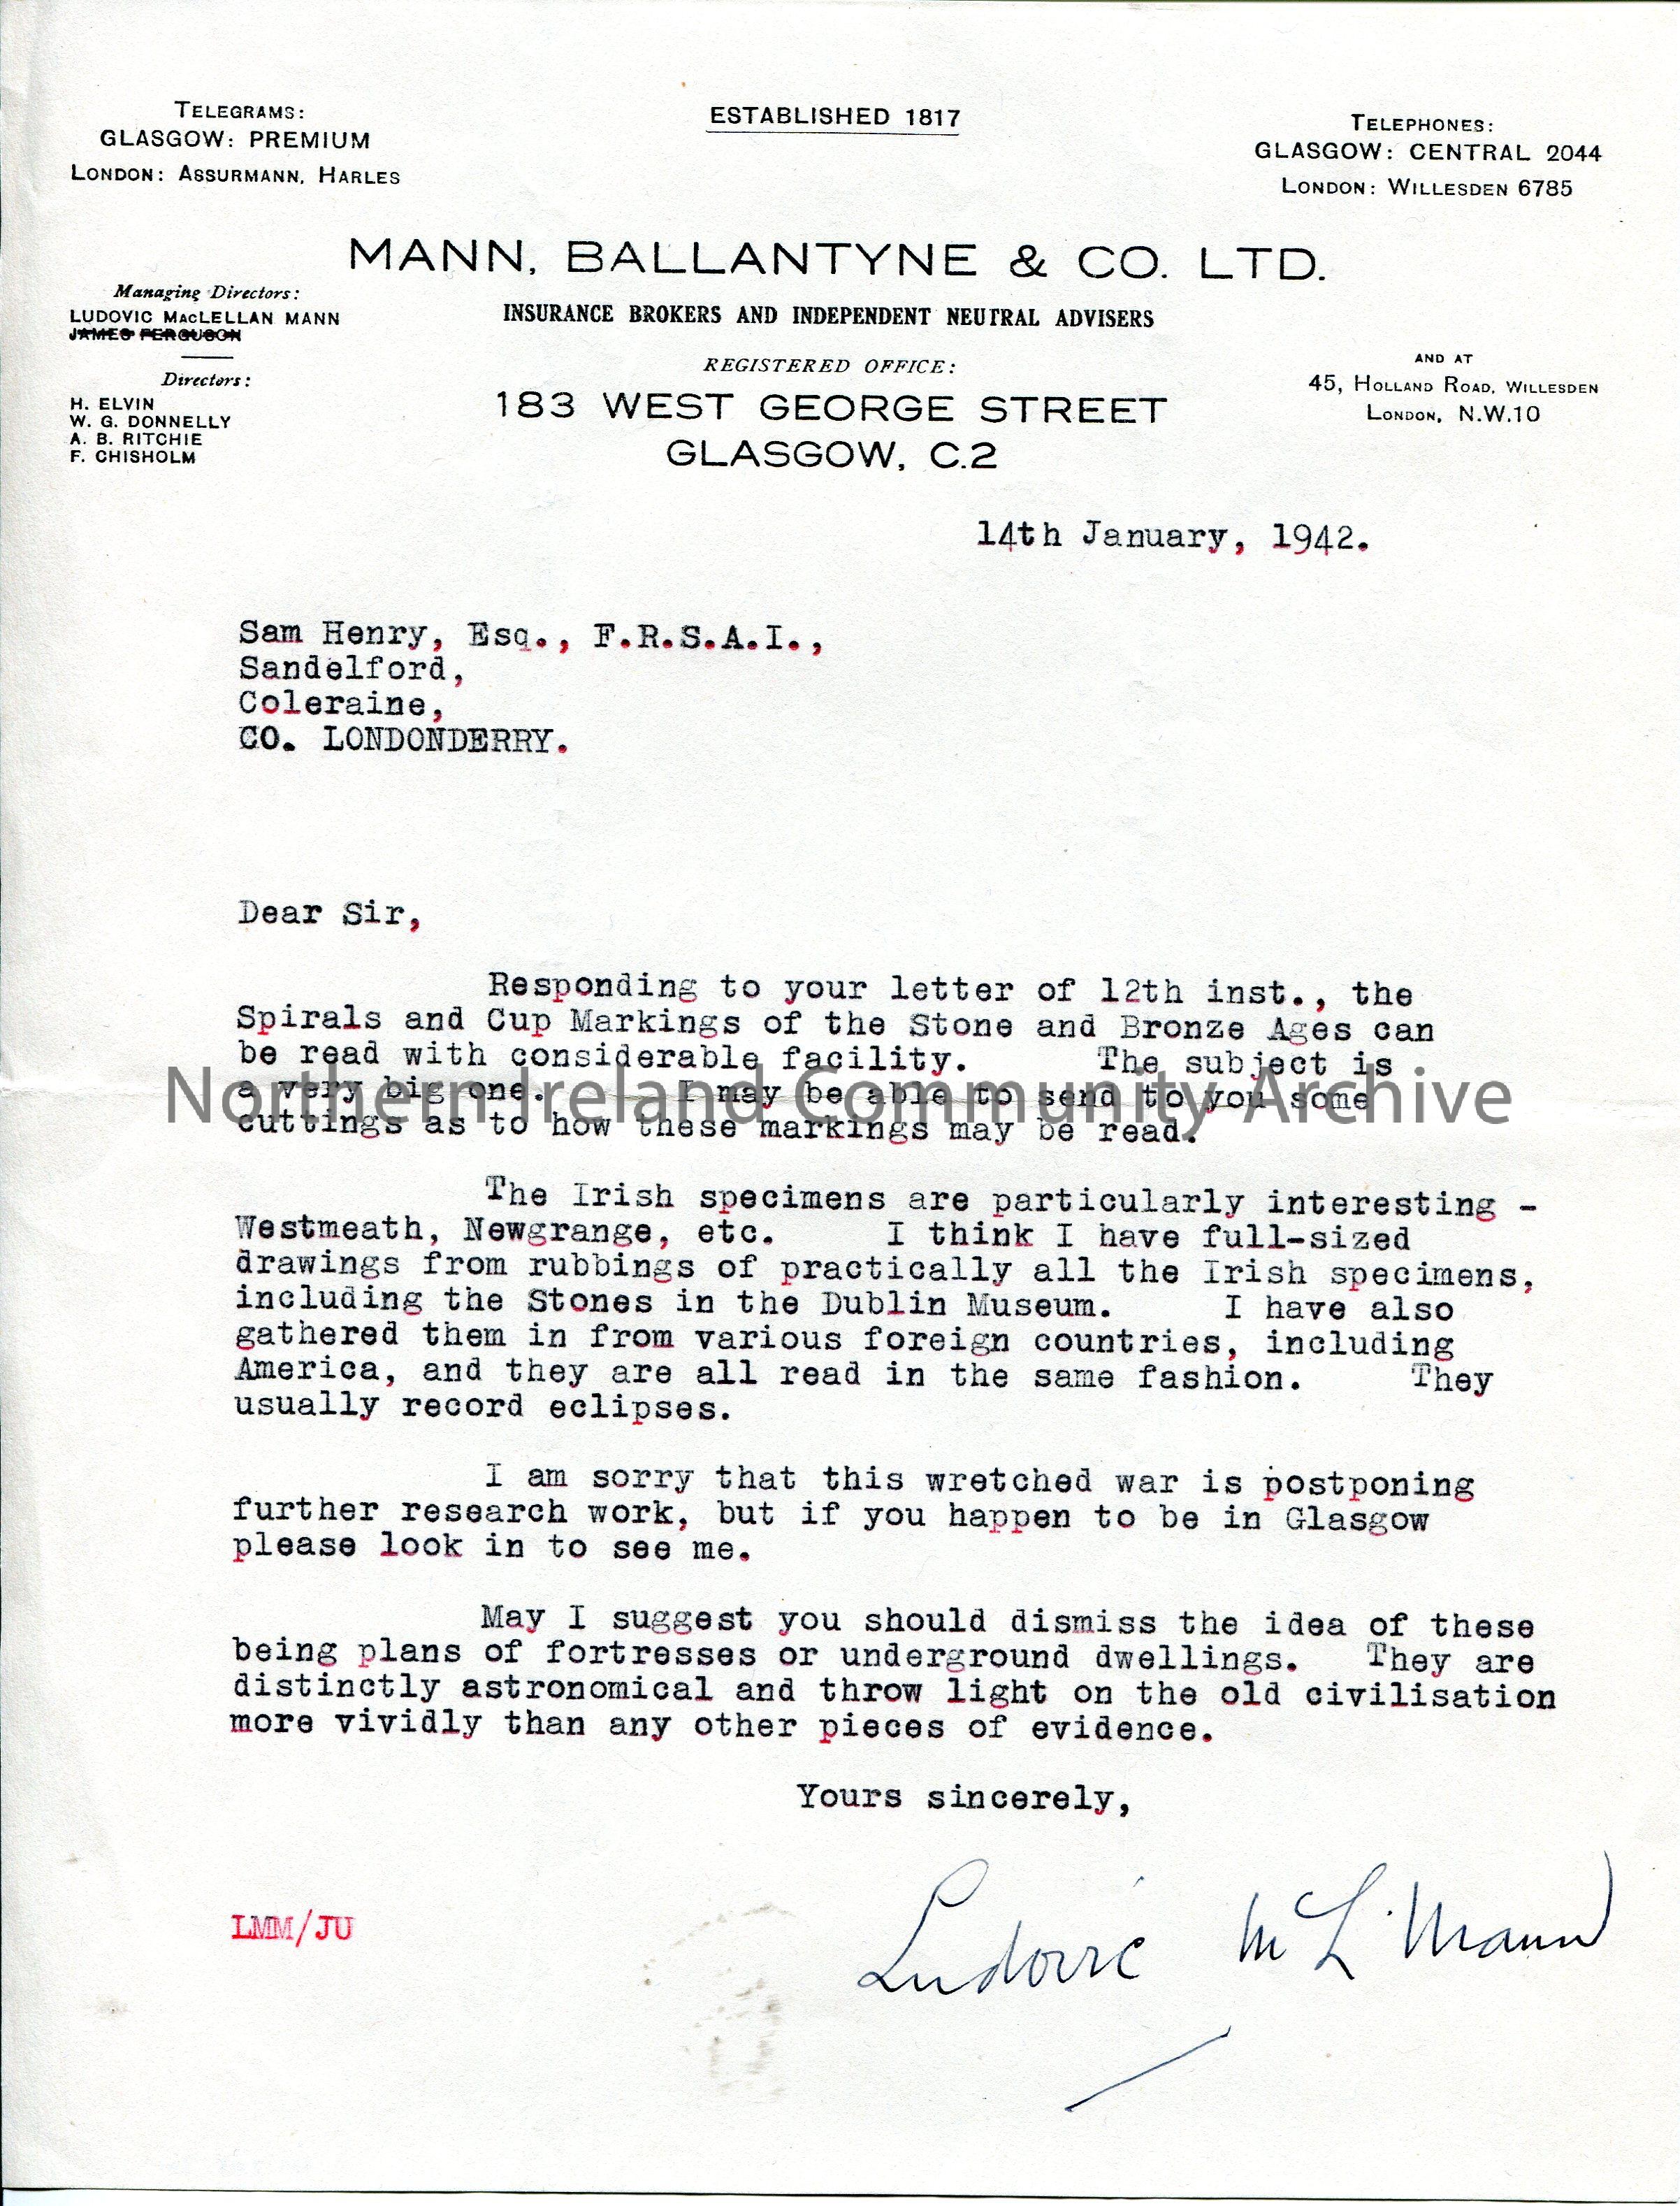 TELEGRAMS:
GLASGOW: PREMIUM
LONDON: ASSURMANN, HARLES
ESTABLISHED 1817
TELEPHONES:
GLASGOW: CENTRAL 2044
LONDON: WILLESDEN 6785
MANN, BALLANTYNE & CO. LTD.
INSURANCE BROKERS AND INDEPENDENT NEUTRAL ADVISERS
Managing Directors:
LUDOVIC MACLELLAN MANN
JAMES FERGUSON
Directors:
H. ELVIN
W. G. DONNELLY
A. B. RITCHIE
F. CHISHOLM
REGISTERED OFFICE:
183 WEST GEORGE STREET
GLASGOW, C.2
AND AT
45, HOLLAND ROAD, WILLESDEN
LONDON, N.W.10
14th January, 1942.
Sam Henry, Esq., F.R.S.A.I.,
Sandelford,
Coleraine,
CO. LONDONDERRY.
Dear Sir,
Responding to your letter of 12th inst., the
Spirals and Cup Markings of the Stone and Bronze Ages can
be read with considerable facility. The subject is
a very big one. I may be able to send to you some
cuttings as to how these markings may be read.
Northern Ireland Community Archive
The Irish specimens are particularly interesting -
Westmeath, Newgrange, etc. I think I have full-sized
drawings from rubbings of practically all the Irish specimens,
including the Stones in the Dublin Museum. I have also
gathered them in from various foreign countries, including
America, and they are all read in the same fashion. They
usually record eclipses.
I am sorry that this wretched war is postponing
further research work, but if you happen to be in Glasgow
please look in to see me.
May I suggest you should dismiss the idea of these
being plans of fortresses or underground dwellings. They are
distinctly astronomical and throw light on the old civilisation
more vividly than any other pieces of evidence.
Yours sincerely,
LMM/JU
Ludovic McL. Mann